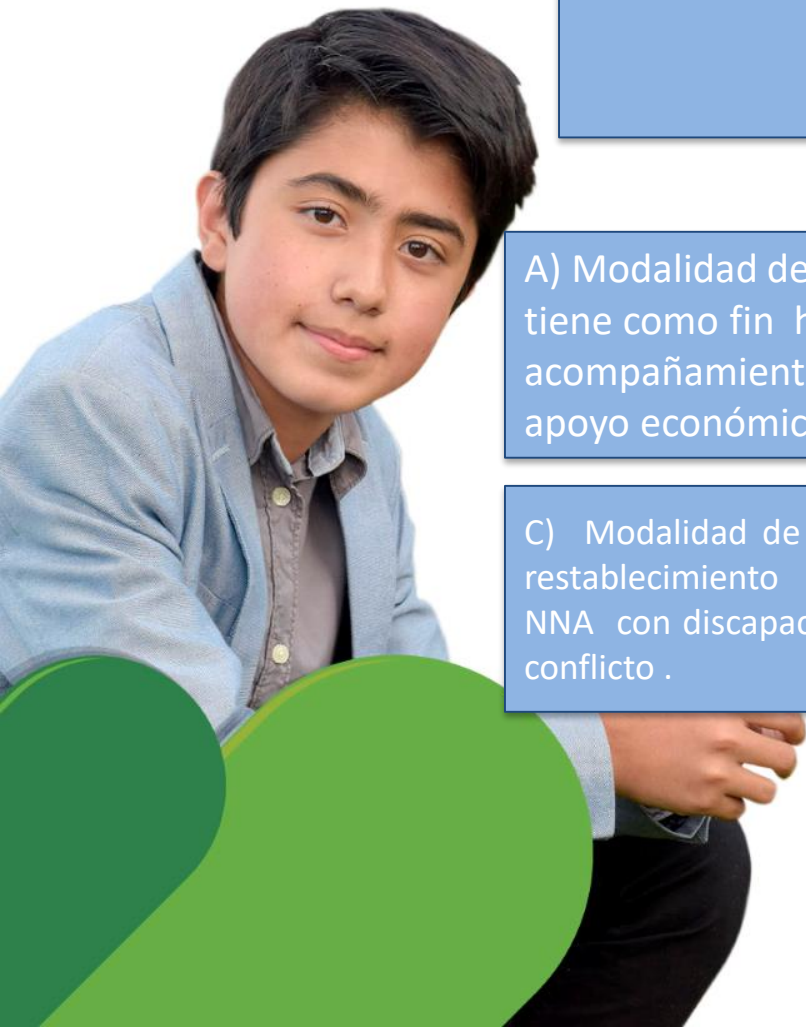 A) Modalidad de
tiene como fin
acompañamient
apoyo económic
C) Modalidad de
restablecimiento
NNA con discapac
conflicto .